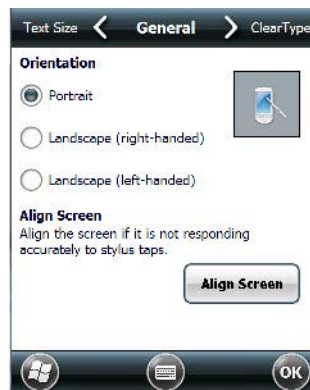 Text Size General ClearType
Orientation
Portrait
Landscape (right-handed)
Landscape (left-handed)
Align Screen
Align the screen if it is not responding
accurately to stylus taps.
Align Screen
OK